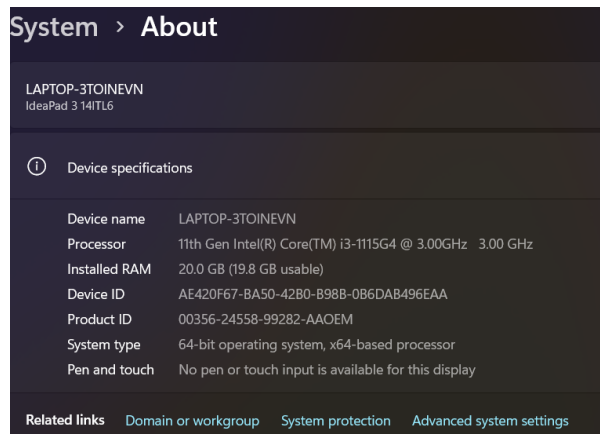 System > About
LAPTOP-3TOINEVN
IdeaPad 3 14ITL6
Device specifications
Device name LAPTOP-3TOINEVN
Processor 11th Gen Intel(R) Core(TM) i3-1115G4 @ 3.00GHz 3.00 GHz
Installed RAM 20.0 GB (19.8 GB usable)
Device ID AE420F67-BA50-42B0-B98B-0B6DAB496EAA
Product ID 00356-24558-99282-AAOEM
System type 64-bit operating system, x64-based processor
Pen and touch No pen or touch input is available for this display
Related links Domain or workgroup System protection Advanced system settings